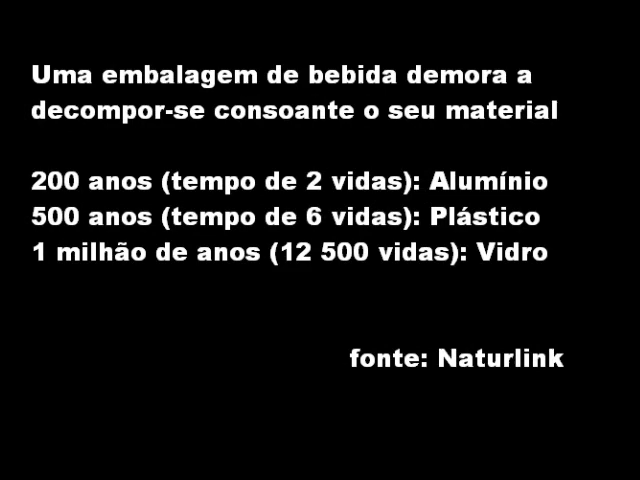 Uma embalagem de bebida demora a
decompor-se consoante o seu material
200 anos (tempo de 2 vidas): Alumínio
500 anos (tempo de 6 vidas): Plástico
1 milhão de anos (12 500 vidas): Vidro
fonte: Naturlink